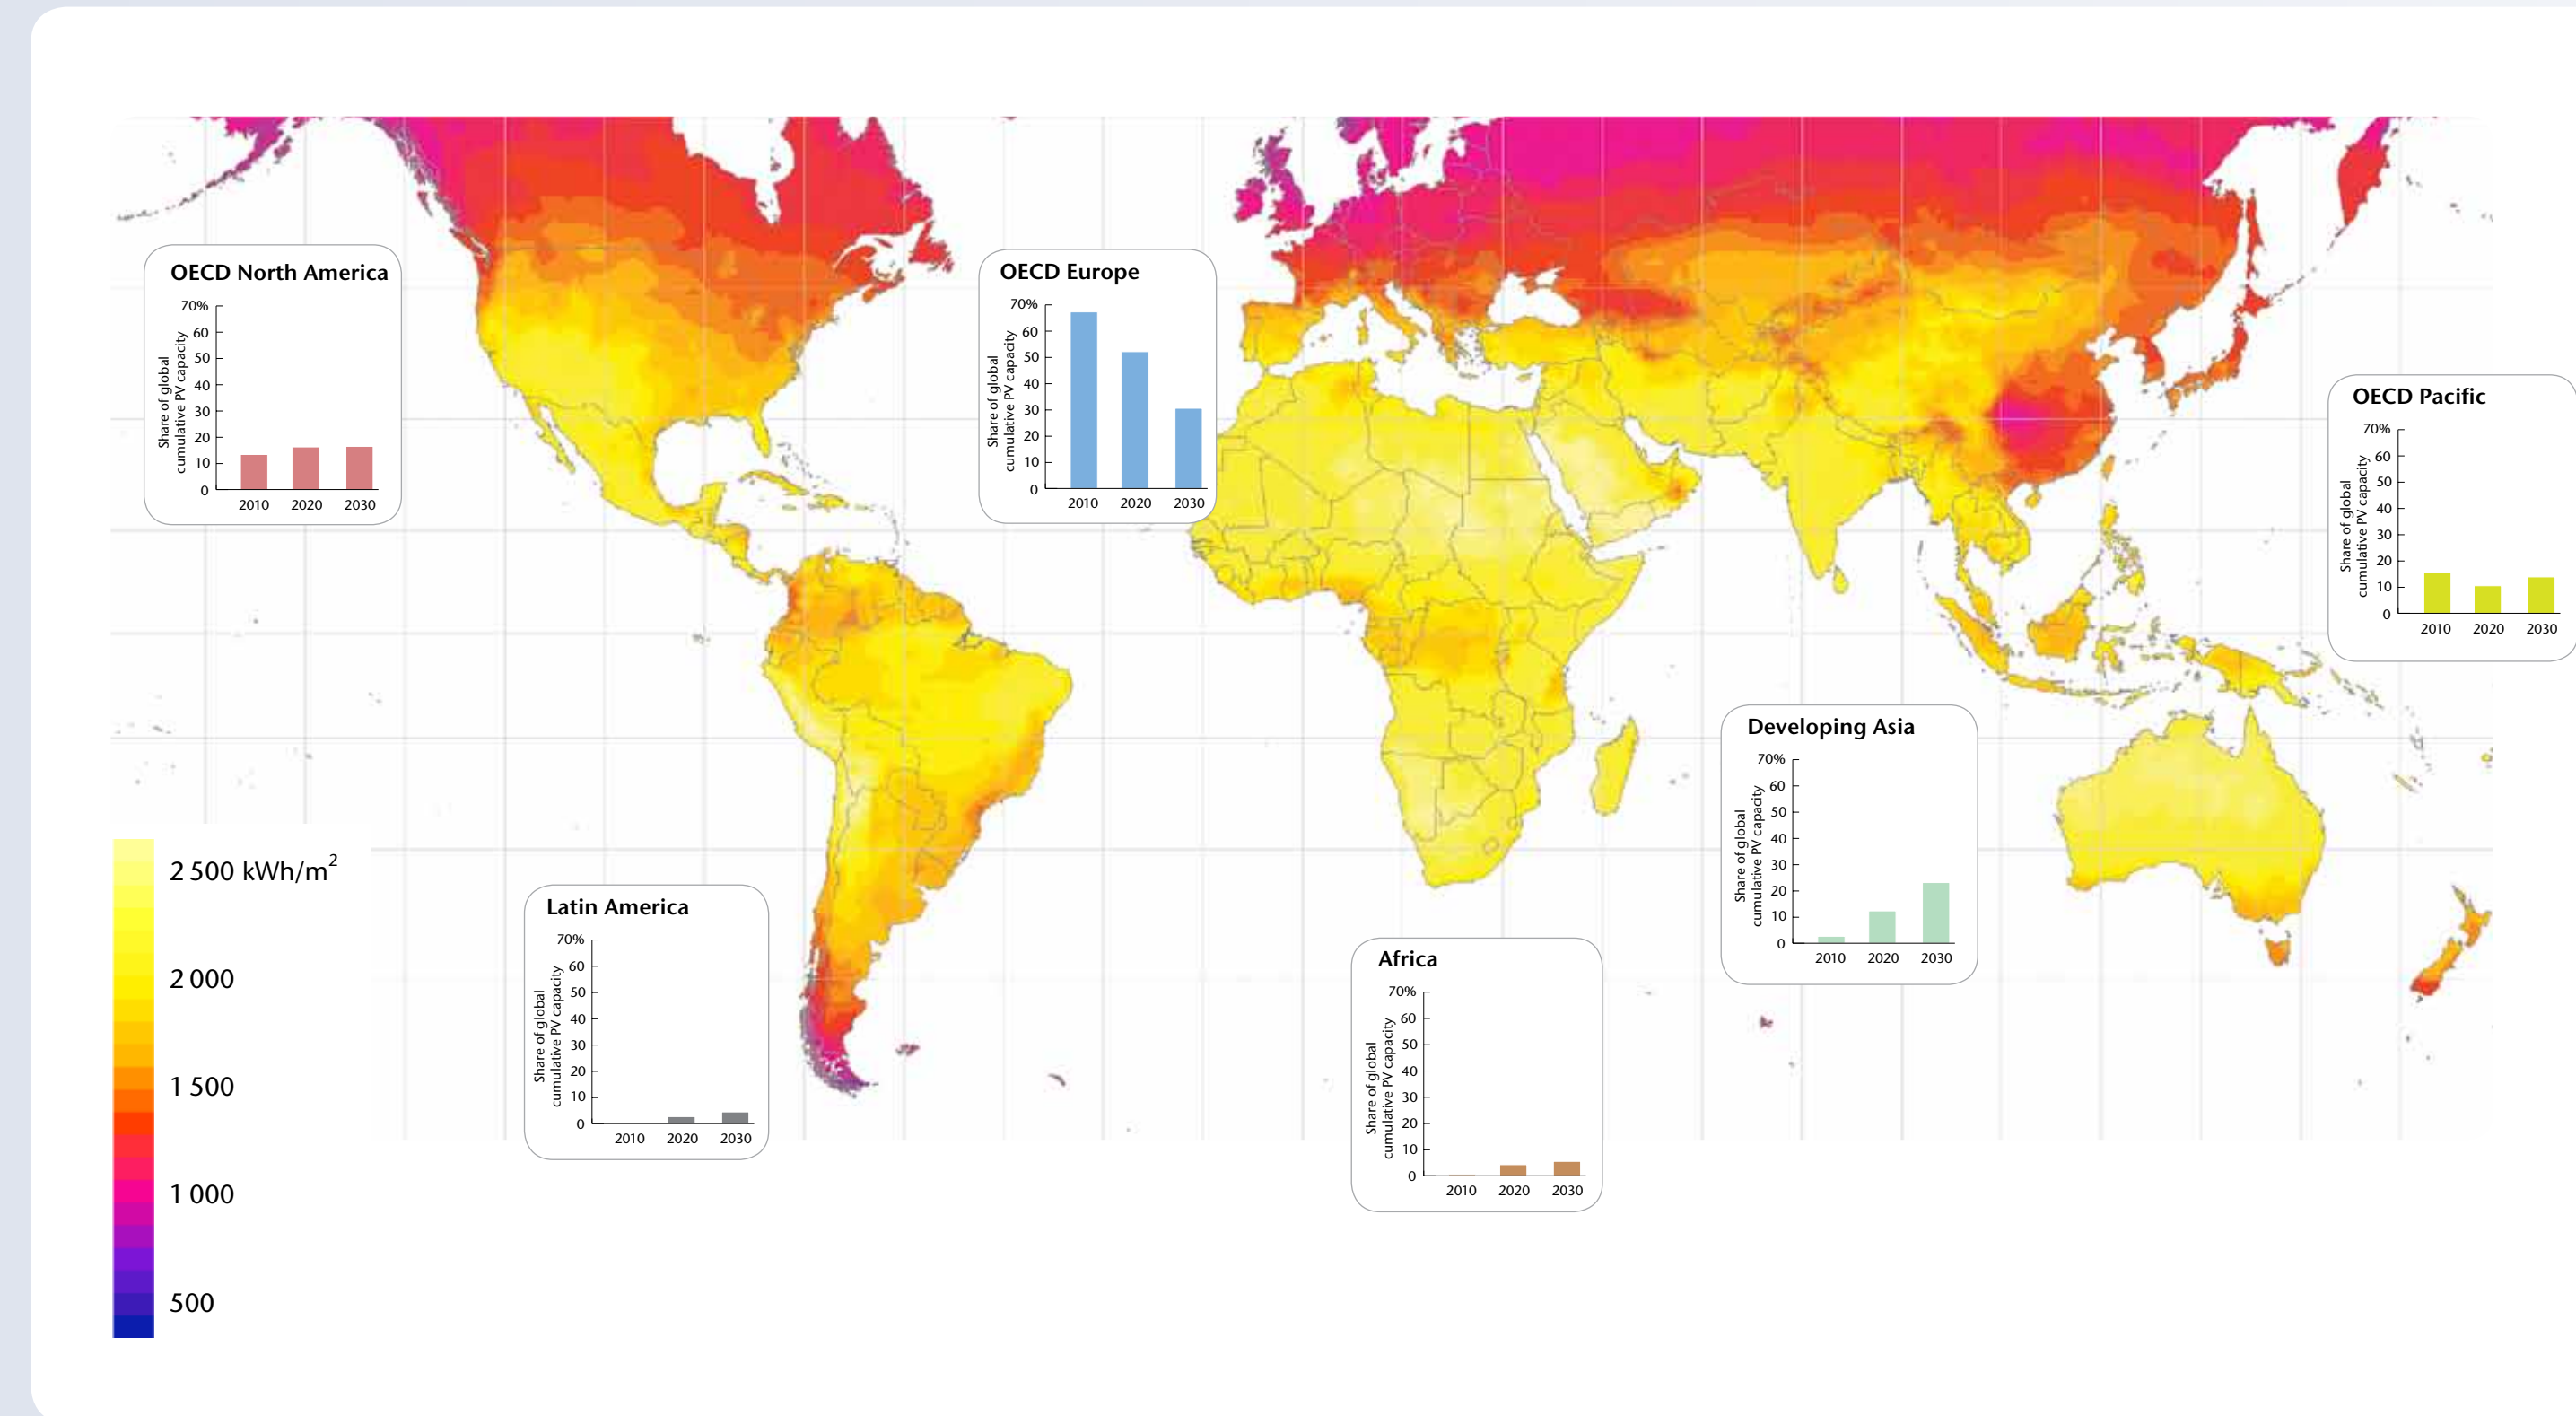 OECD North America
Share of global
cumulative PV capacity
70%
60
50
40
30
20
10
0
2010 2020 2030
OECD Europe
Share of global
cumulative PV capacity
70%
60
50
40
30
20
10
0
2010 2020 2030
OECD Pacific
Share of global
cumulative PV capacity
70%
60
50
40
30
20
10
0
2010 2020 2030
Developing Asia
Share of global
cumulative PV capacity
70%
60
50
40
30
20
10
0
2010 2020 2030
Latin America
Share of global
cumulative PV capacity
70%
60
50
40
30
20
10
0
2010 2020 2030
Africa
Share of global
cumulative PV capacity
70%
60
50
40
30
20
10
0
2010 2020 2030
2 500 kWh/m²
2 000
1 500
1 000
500